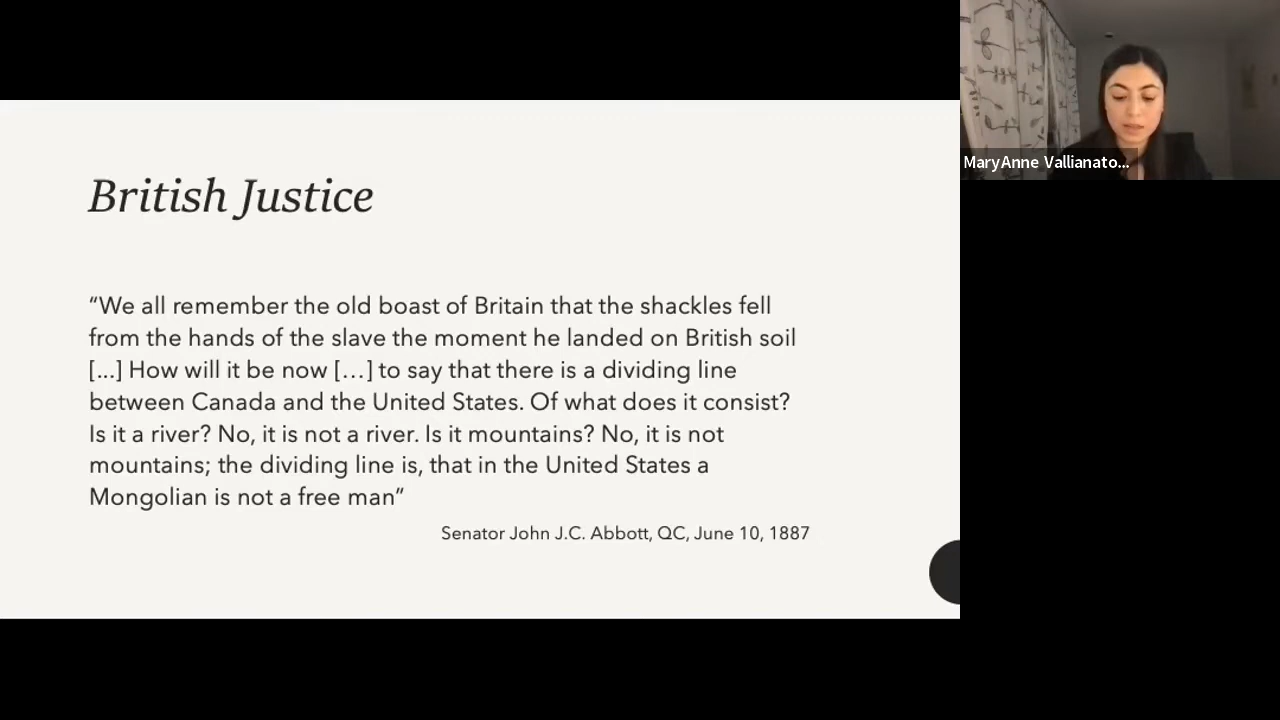 British Justice
“We all remember the old boast of Britain that the shackles fell
from the hands of the slave the moment he landed on British soil
[...] How will it be now […] to say that there is a dividing line
between Canada and the United States. Of what does it consist?
Is it a river? No, it is not a river. Is it mountains? No, it is not
mountains; the dividing line is, that in the United States a
Mongolian is not a free man”
Senator John J.C. Abbott, QC, June 10, 1887
MaryAnne Vallianato...